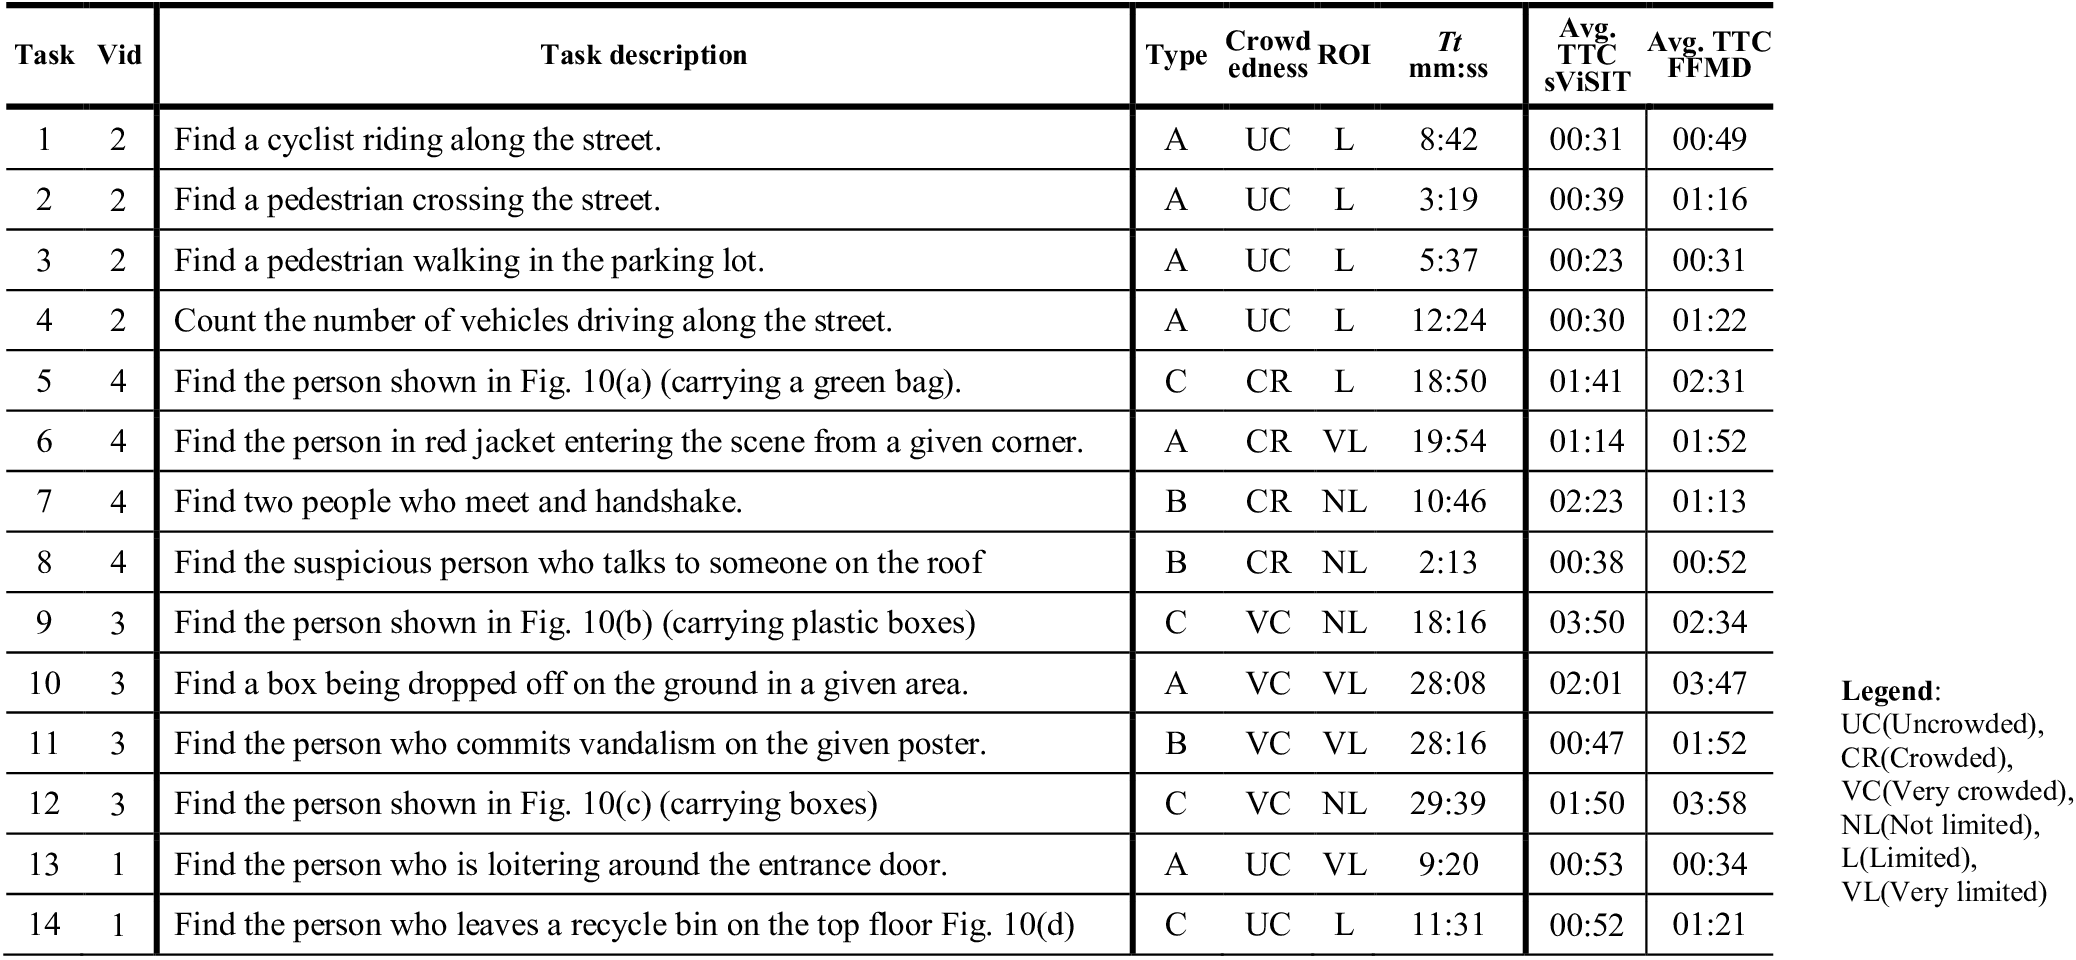 Task Vid Task description Type Crowd edness ROI Tt mm:ss Avg. TTC sViSIT Avg. TTC FFMD
1 2 Find a cyclist riding along the street. A UC L 8:42 00:31 00:49
2 2 Find a pedestrian crossing the street. A UC L 3:19 00:39 01:16
3 2 Find a pedestrian walking in the parking lot. A UC L 5:37 00:23 00:31
4 2 Count the number of vehicles driving along the street. A UC L 12:24 00:30 01:22
5 4 Find the person shown in Fig. 10(a) (carrying a green bag). C CR L 18:50 01:41 02:31
6 4 Find the person in red jacket entering the scene from a given corner. A CR VL 19:54 01:14 01:52
7 4 Find two people who meet and handshake. B CR NL 10:46 02:23 01:13
8 4 Find the suspicious person who talks to someone on the roof B CR NL 2:13 00:38 00:52
9 3 Find the person shown in Fig. 10(b) (carrying plastic boxes) C VC NL 18:16 03:50 02:34
10 3 Find a box being dropped off on the ground in a given area. A VC VL 28:08 02:01 03:47
11 3 Find the person who commits vandalism on the given poster. B VC VL 28:16 00:47 01:52
12 3 Find the person shown in Fig. 10(c) (carrying boxes) C VC NL 29:39 01:50 03:58
13 1 Find the person who is loitering around the entrance door. A UC VL 9:20 00:53 00:34
14 1 Find the person who leaves a recycle bin on the top floor Fig. 10(d) C UC L 11:31 00:52 01:21
Legend:
UC(Uncrowded),
CR(Crowded),
VC(Very crowded),
NL(Not limited),
L(Limited),
VL(Very limited)